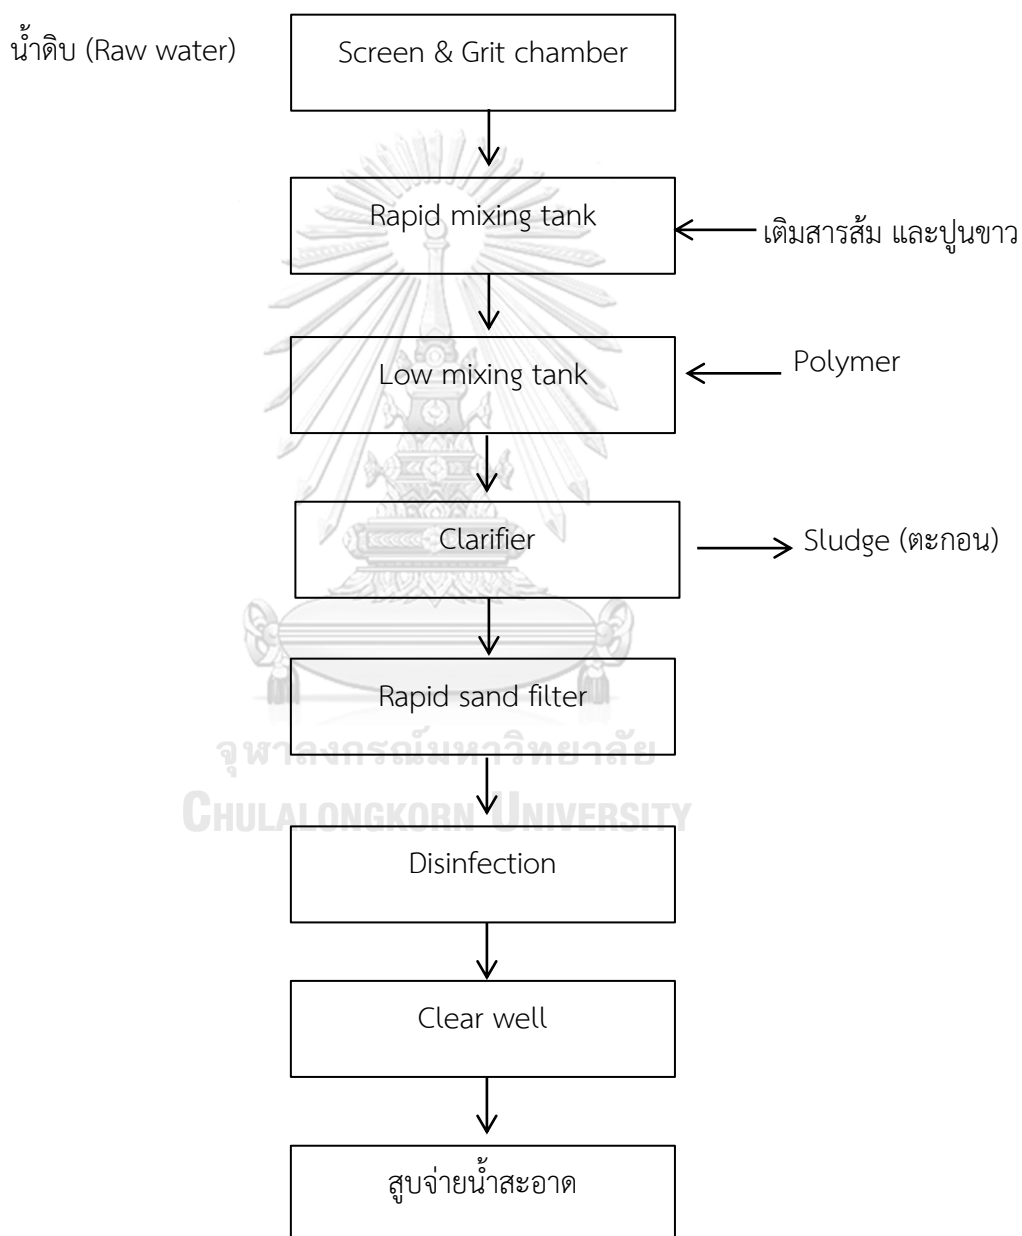 น้ำดิบ (Raw water)
Screen & Grit chamber
Rapid mixing tank
เติมสารส้ม และปูนขาว
Low mixing tank
Polymer
Clarifier
Sludge (ตะกอน)
Rapid sand filter
จุฬาลงกรณ์มหาวิทยาลัย
CHULALONGKORN UNIVERSITY
Disinfection
Clear well
สูบจ่ายน้ำสะอาด